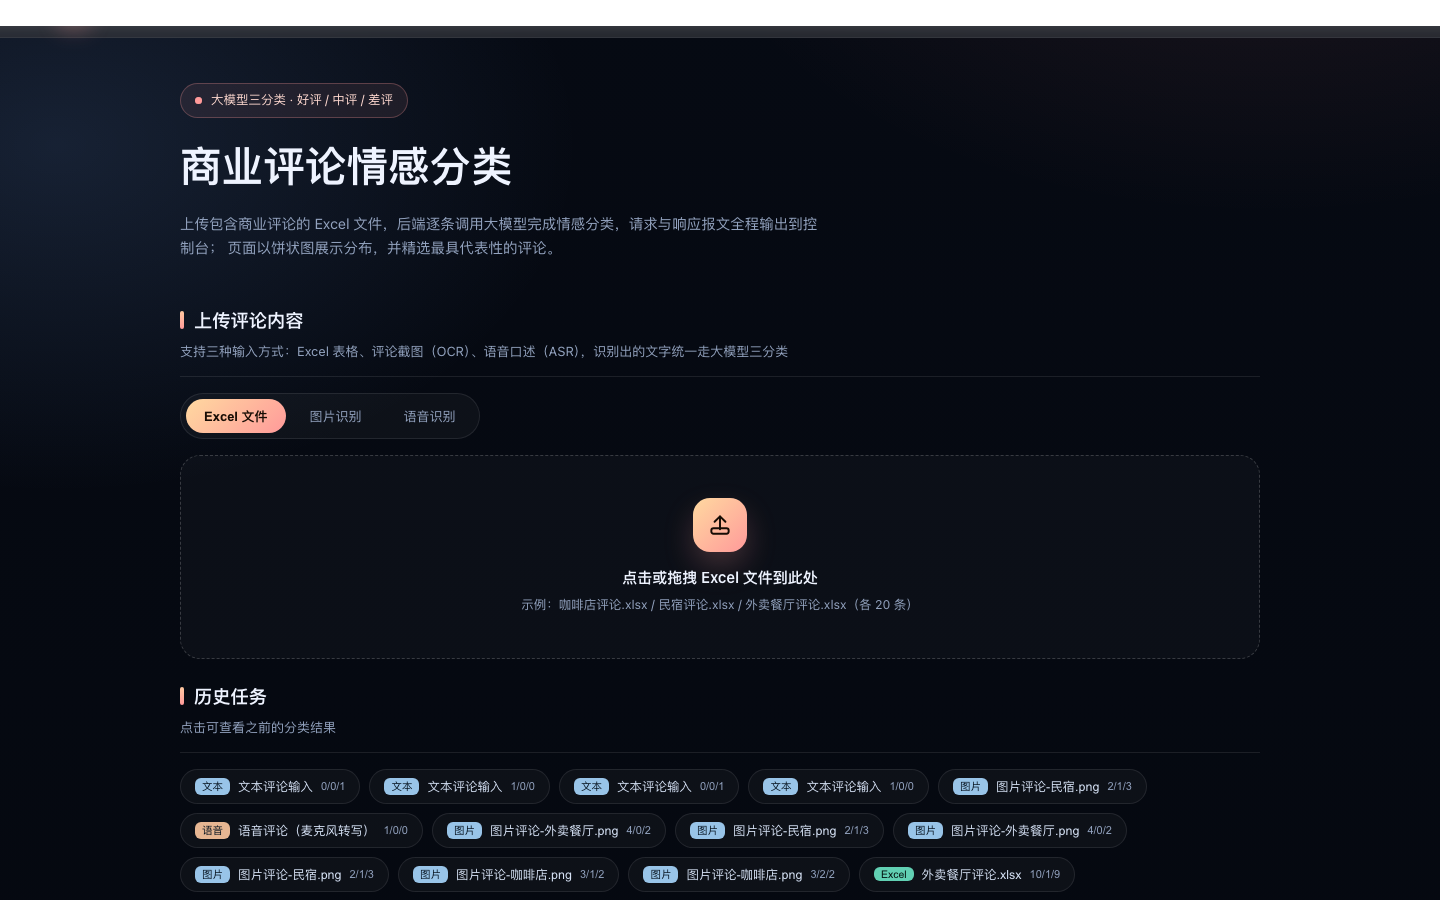 大模型三分类 · 好评 / 中评 / 差评
商业评论情感分类
上传包含商业评论的 Excel 文件，后端逐条调用大模型完成情感分类，请求与响应报文全程输出到控
制台； 页面以饼状图展示分布，并精选最具代表性的评论。
上传评论内容
支持三种输入方式：Excel 表格、评论截图（OCR）、语音口述（ASR），识别出的文字统一走大模型三分类
Excel 文件 图片识别 语音识别
点击或拖拽 Excel 文件到此处
示例：咖啡店评论.xlsx / 民宿评论.xlsx / 外卖餐厅评论.xlsx（各 20 条）
历史任务
点击可查看之前的分类结果
文本 文本评论输入 0/0/1 文本 文本评论输入 1/0/0 文本 文本评论输入 0/0/1 文本 文本评论输入 1/0/0 图片 图片评论-民宿.png 2/1/3
语音 语音评论（麦克风转写） 1/0/0 图片 图片评论-外卖餐厅.png 4/0/2 图片 图片评论-民宿.png 2/1/3 图片 图片评论-外卖餐厅.png 4/0/2
图片 图片评论-民宿.png 2/1/3 图片 图片评论-咖啡店.png 3/1/2 图片 图片评论-咖啡店.png 3/2/2 Excel 外卖餐厅评论.xlsx 10/1/9